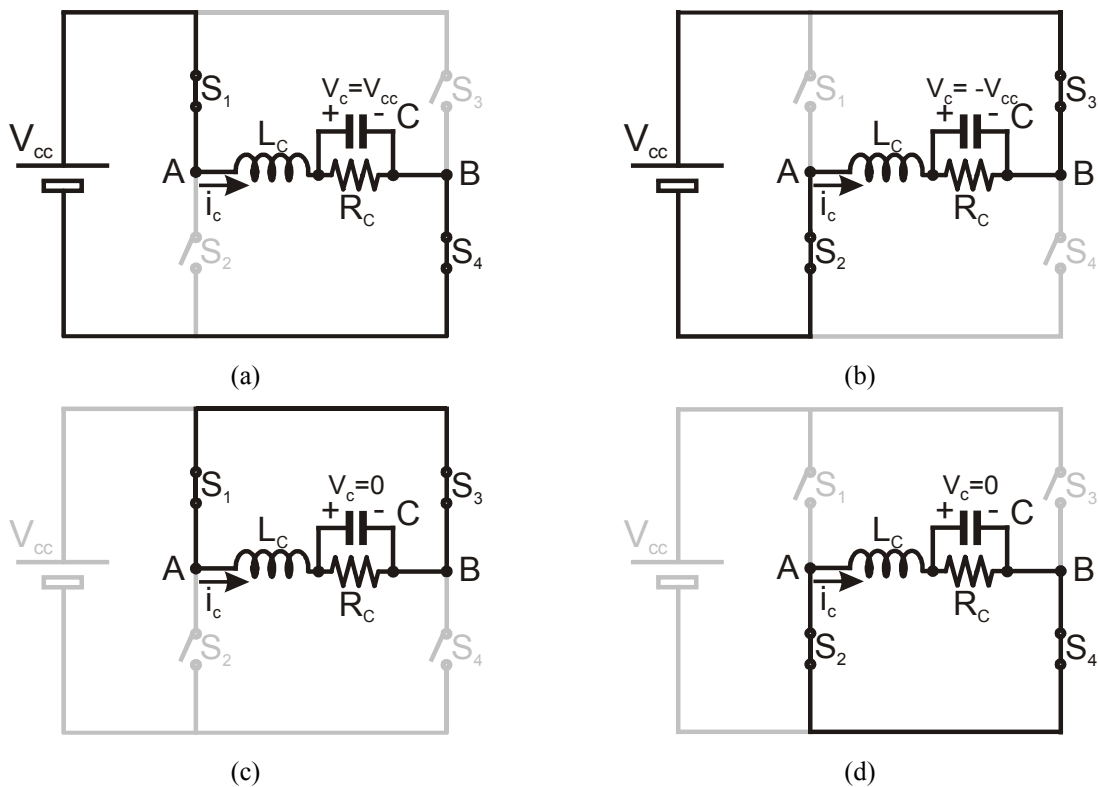 Vc=Vcc
S1
S3
+ - C
Vcc
LC
A
B
ic
RC
S2
S4
(a)
Vc= -Vcc
S1
S3
+ - C
Vcc
LC
A
B
ic
RC
S2
S4
(b)
Vc=0
S1
S3
+ - C
Vcc
LC
A
B
ic
RC
S2
S4
(c)
Vc=0
S1
S3
+ - C
Vcc
LC
A
B
ic
RC
S2
S4
(d)